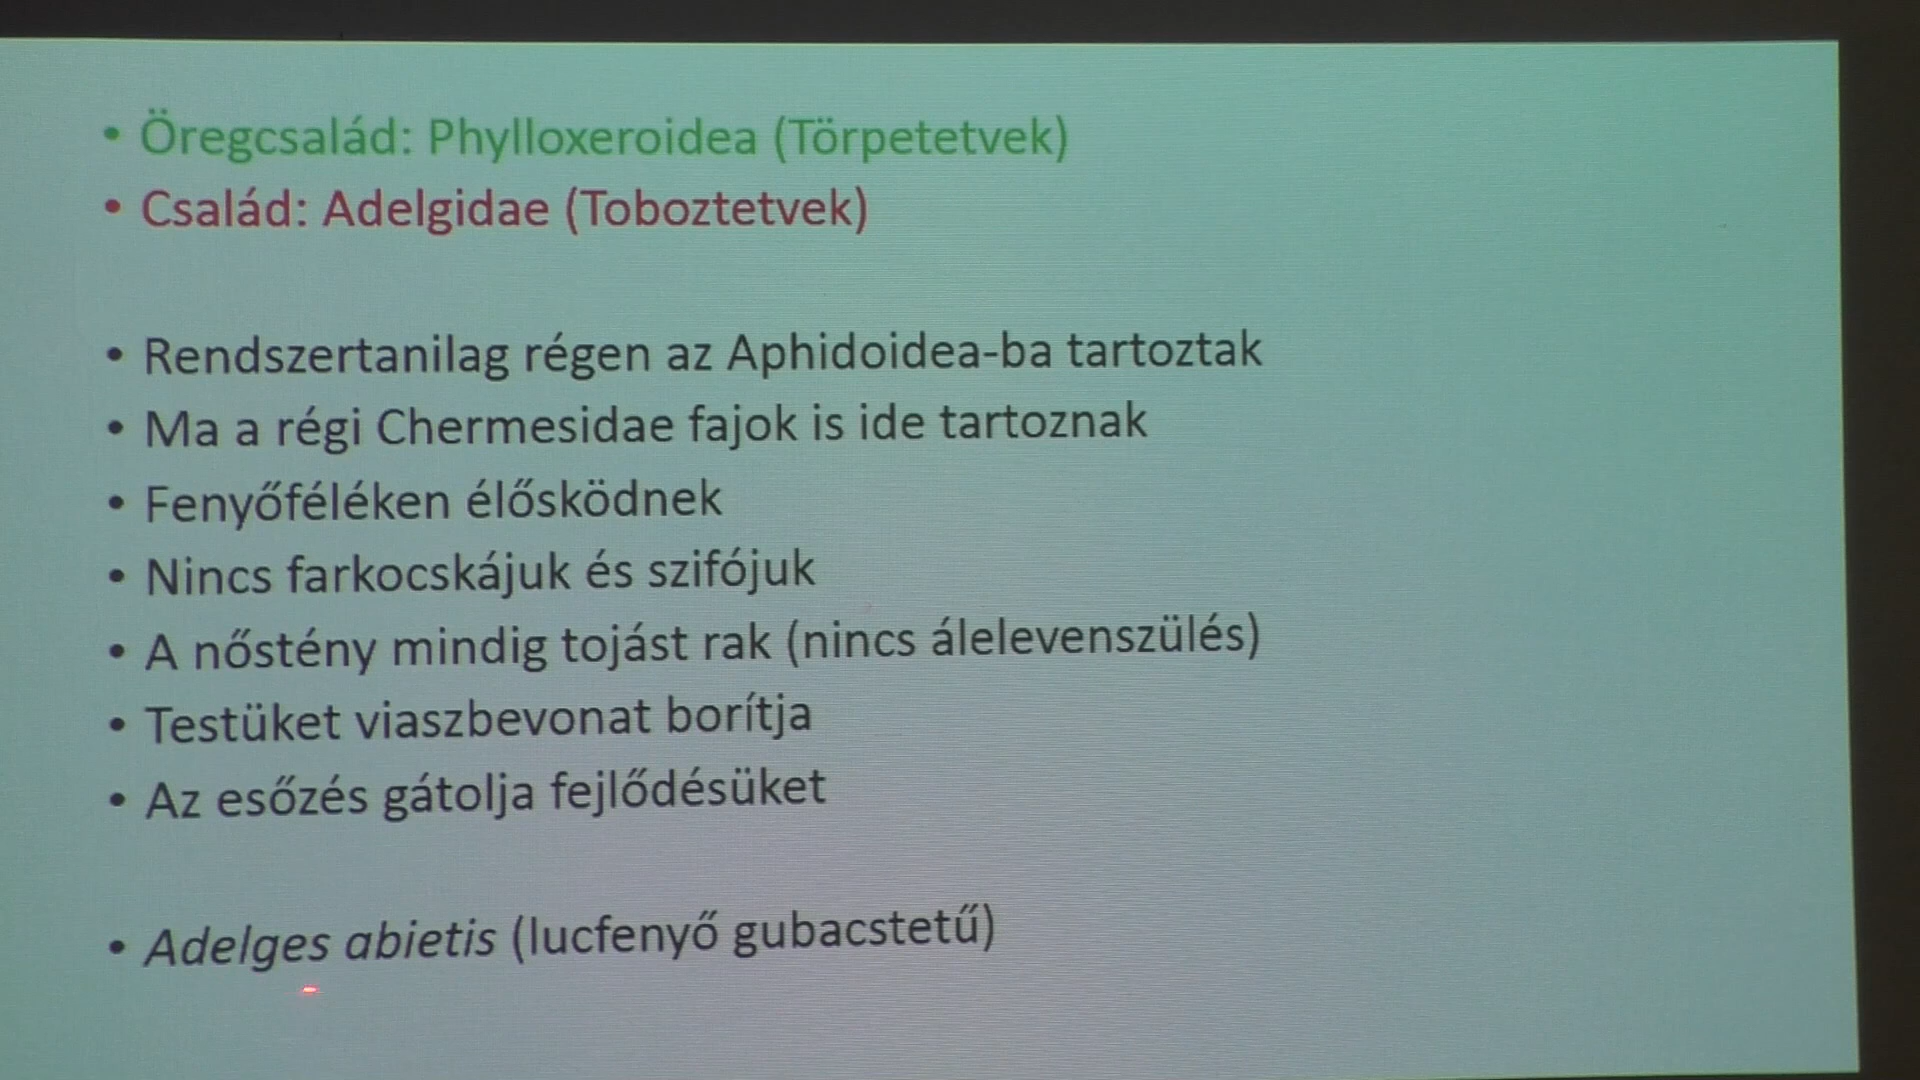 • Öregcsalád: Phylloxeroidea (Törpetetvek)
• Család: Adelgidae (Toboztetvek)
• Rendszertanilag régen az Aphidoidea-ba tartoztak
• Ma a régi Chermesidae fajok is ide tartoznak
• Fenyőféléken élősködnek
• Nincs farkocskájuk és szifójuk
• A nőstény mindig tojást rak (nincs álelevenszülés)
• Testüket viaszbevonat borítja
• Az esőzés gátolja fejlődésüket
• Adelges abietis (lucfenyő gubacstetű)